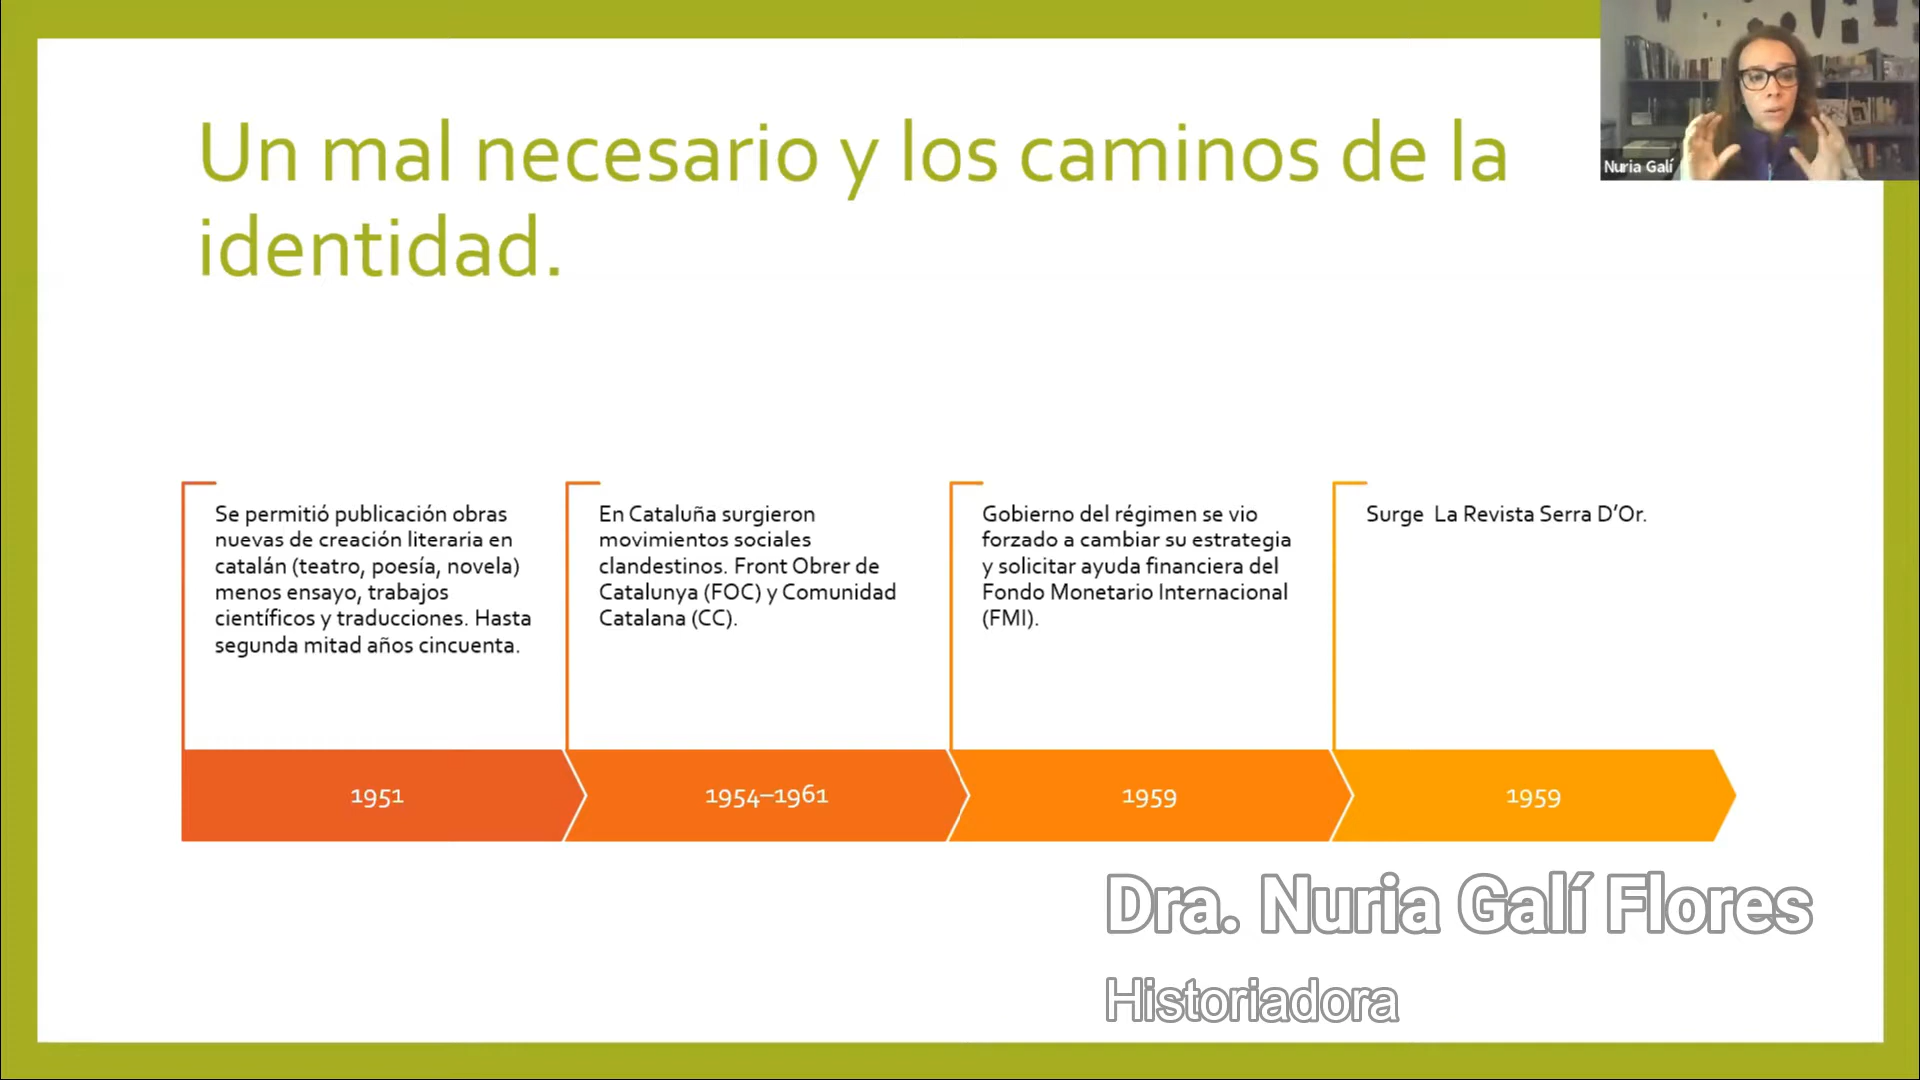 Un mal necesario y los caminos de la
identidad.
Nuria Galí
Se permitió publicación obras
nuevas de creación literaria en
catalán (teatro, poesía, novela)
menos ensayo, trabajos
científicos y traducciones. Hasta
segunda mitad años cincuenta.
En Cataluña surgieron
movimientos sociales
clandestinos. Front Obrer de
Catalunya (FOC) y Comunidad
Catalana (CC).
Gobierno del régimen se vio
forzado a cambiar su estrategia
y solicitar ayuda financiera del
Fondo Monetario Internacional
(FMI).
Surge La Revista Serra D’Or.
1951
1954–1961
1959
1959
Dra. Nuria Galí Flores
Historiadora